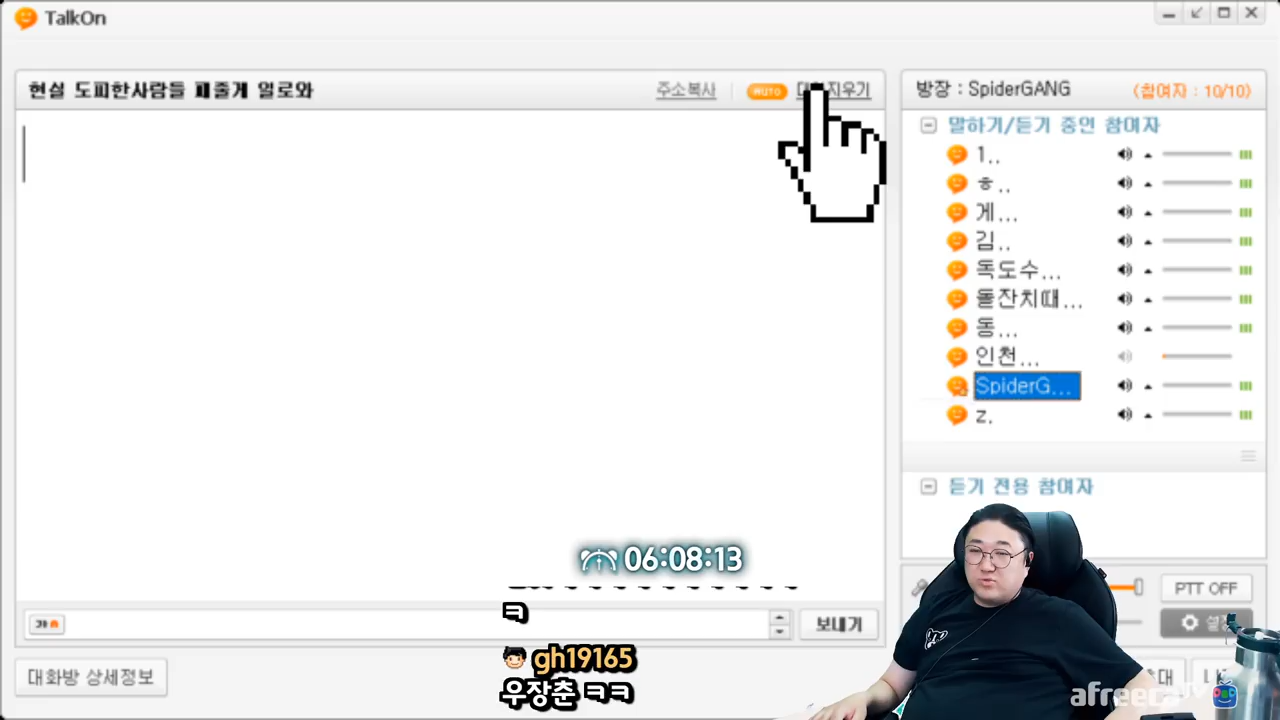 TalkOn
현실 도피한사람들 패줄게 일로와
주소복사
AUTO
지우기
방장 : SpiderGANG
(참여자 : 10/10)
말하기/듣기 중인 참여자
1..
ㅎ..
게...
김..
독도수...
돌잔치때...
동...
인천...
SpiderG...
z.
듣기 전용 참여자
06:08:13
ㅋ
gh19165
우장춘 ㅋㅋ
보내기
PTT OFF
대화방 상세정보